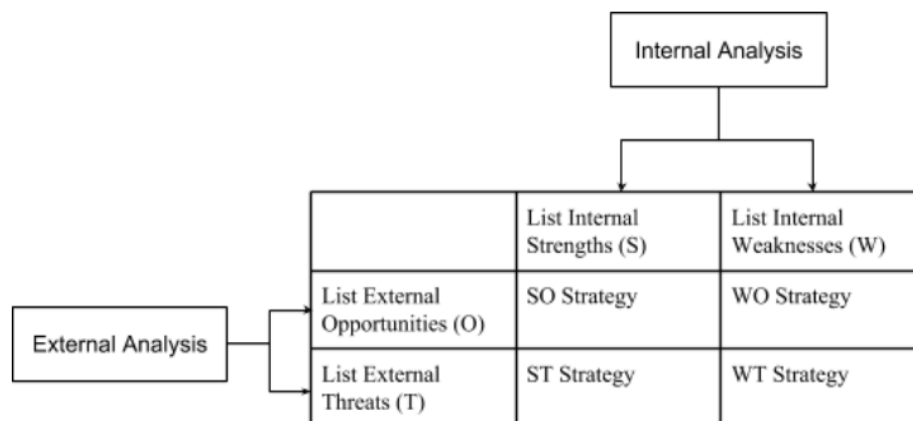 Internal Analysis
List Internal
Strengths (S)
List Internal
Weaknesses (W)
List External
Opportunities (O)
SO Strategy
WO Strategy
External Analysis
List External
Threats (T)
ST Strategy
WT Strategy